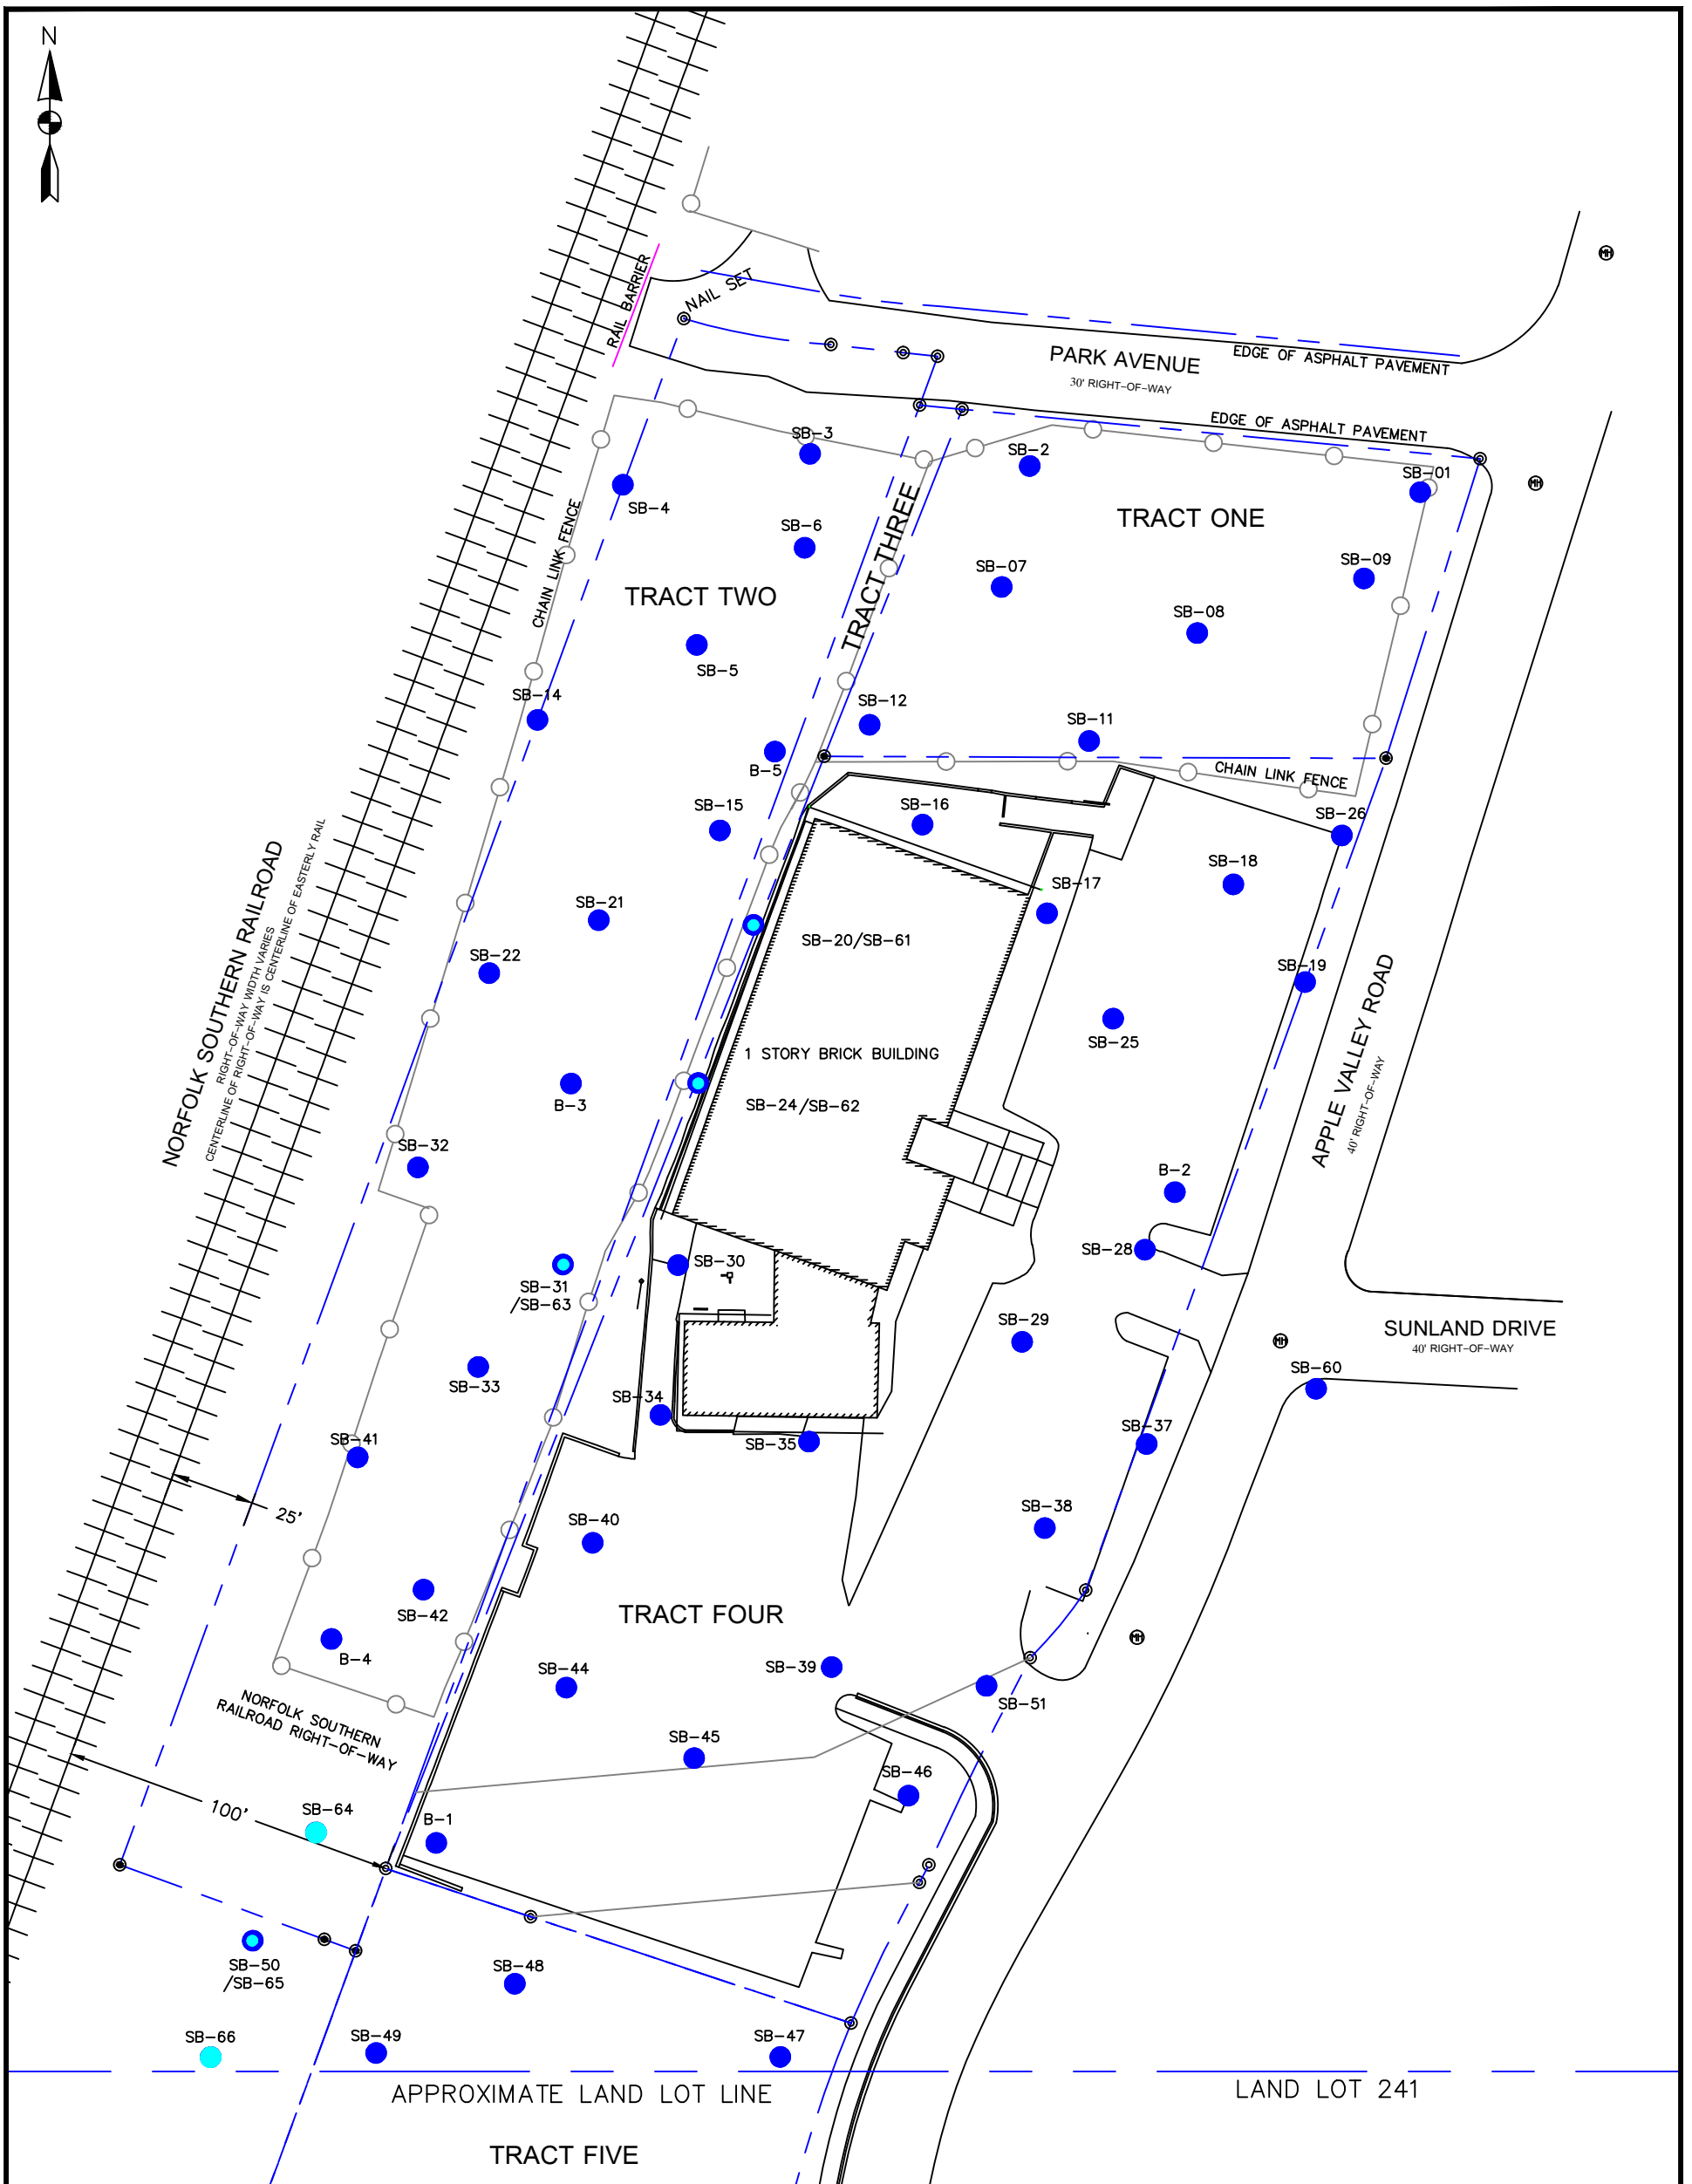 N
RAIL BARRIER
NAIL SET
PARK AVENUE
30' RIGHT-OF-WAY
EDGE OF ASPHALT PAVEMENT
EDGE OF ASPHALT PAVEMENT
SB-3
SB-2
SB-01
SB-4
CHAIN LINK FENCE
SB-6
TRACT THREE
TRACT ONE
SB-07
SB-09
TRACT TWO
SB-08
SB-5
SB-14
SB-12
SB-11
B-5
CHAIN LINK FENCE
SB-15
SB-16
SB-26
SB-18
SB-17
SB-21
SB-20/SB-61
SB-22
SB-19
NORFOLK SOUTHERN RAILROAD
RIGHT-OF-WAY WIDTH VARIES
CENTERLINE OF RIGHT-OF-WAY IS CENTERLINE OF EASTERLY RAIL
SB-25
1 STORY BRICK BUILDING
APPLE VALLEY ROAD
40' RIGHT-OF-WAY
B-3
SB-24/SB-62
SB-32
B-2
SB-28
SB-30
SB-31
/SB-63
SB-29
SUNLAND DRIVE
40' RIGHT-OF-WAY
SB-33
SB-60
SB-34
SB-41
SB-35
SB-37
25'
SB-38
SB-40
SB-42
TRACT FOUR
B-4
SB-44
SB-39
SB-51
NORFOLK SOUTHERN
RAILROAD RIGHT-OF-WAY
SB-45
SB-46
100'
SB-64
B-1
SB-50
/SB-65
SB-48
SB-66
SB-49
SB-47
APPROXIMATE LAND LOT LINE
LAND LOT 241
TRACT FIVE
MH
MH
MH
MH